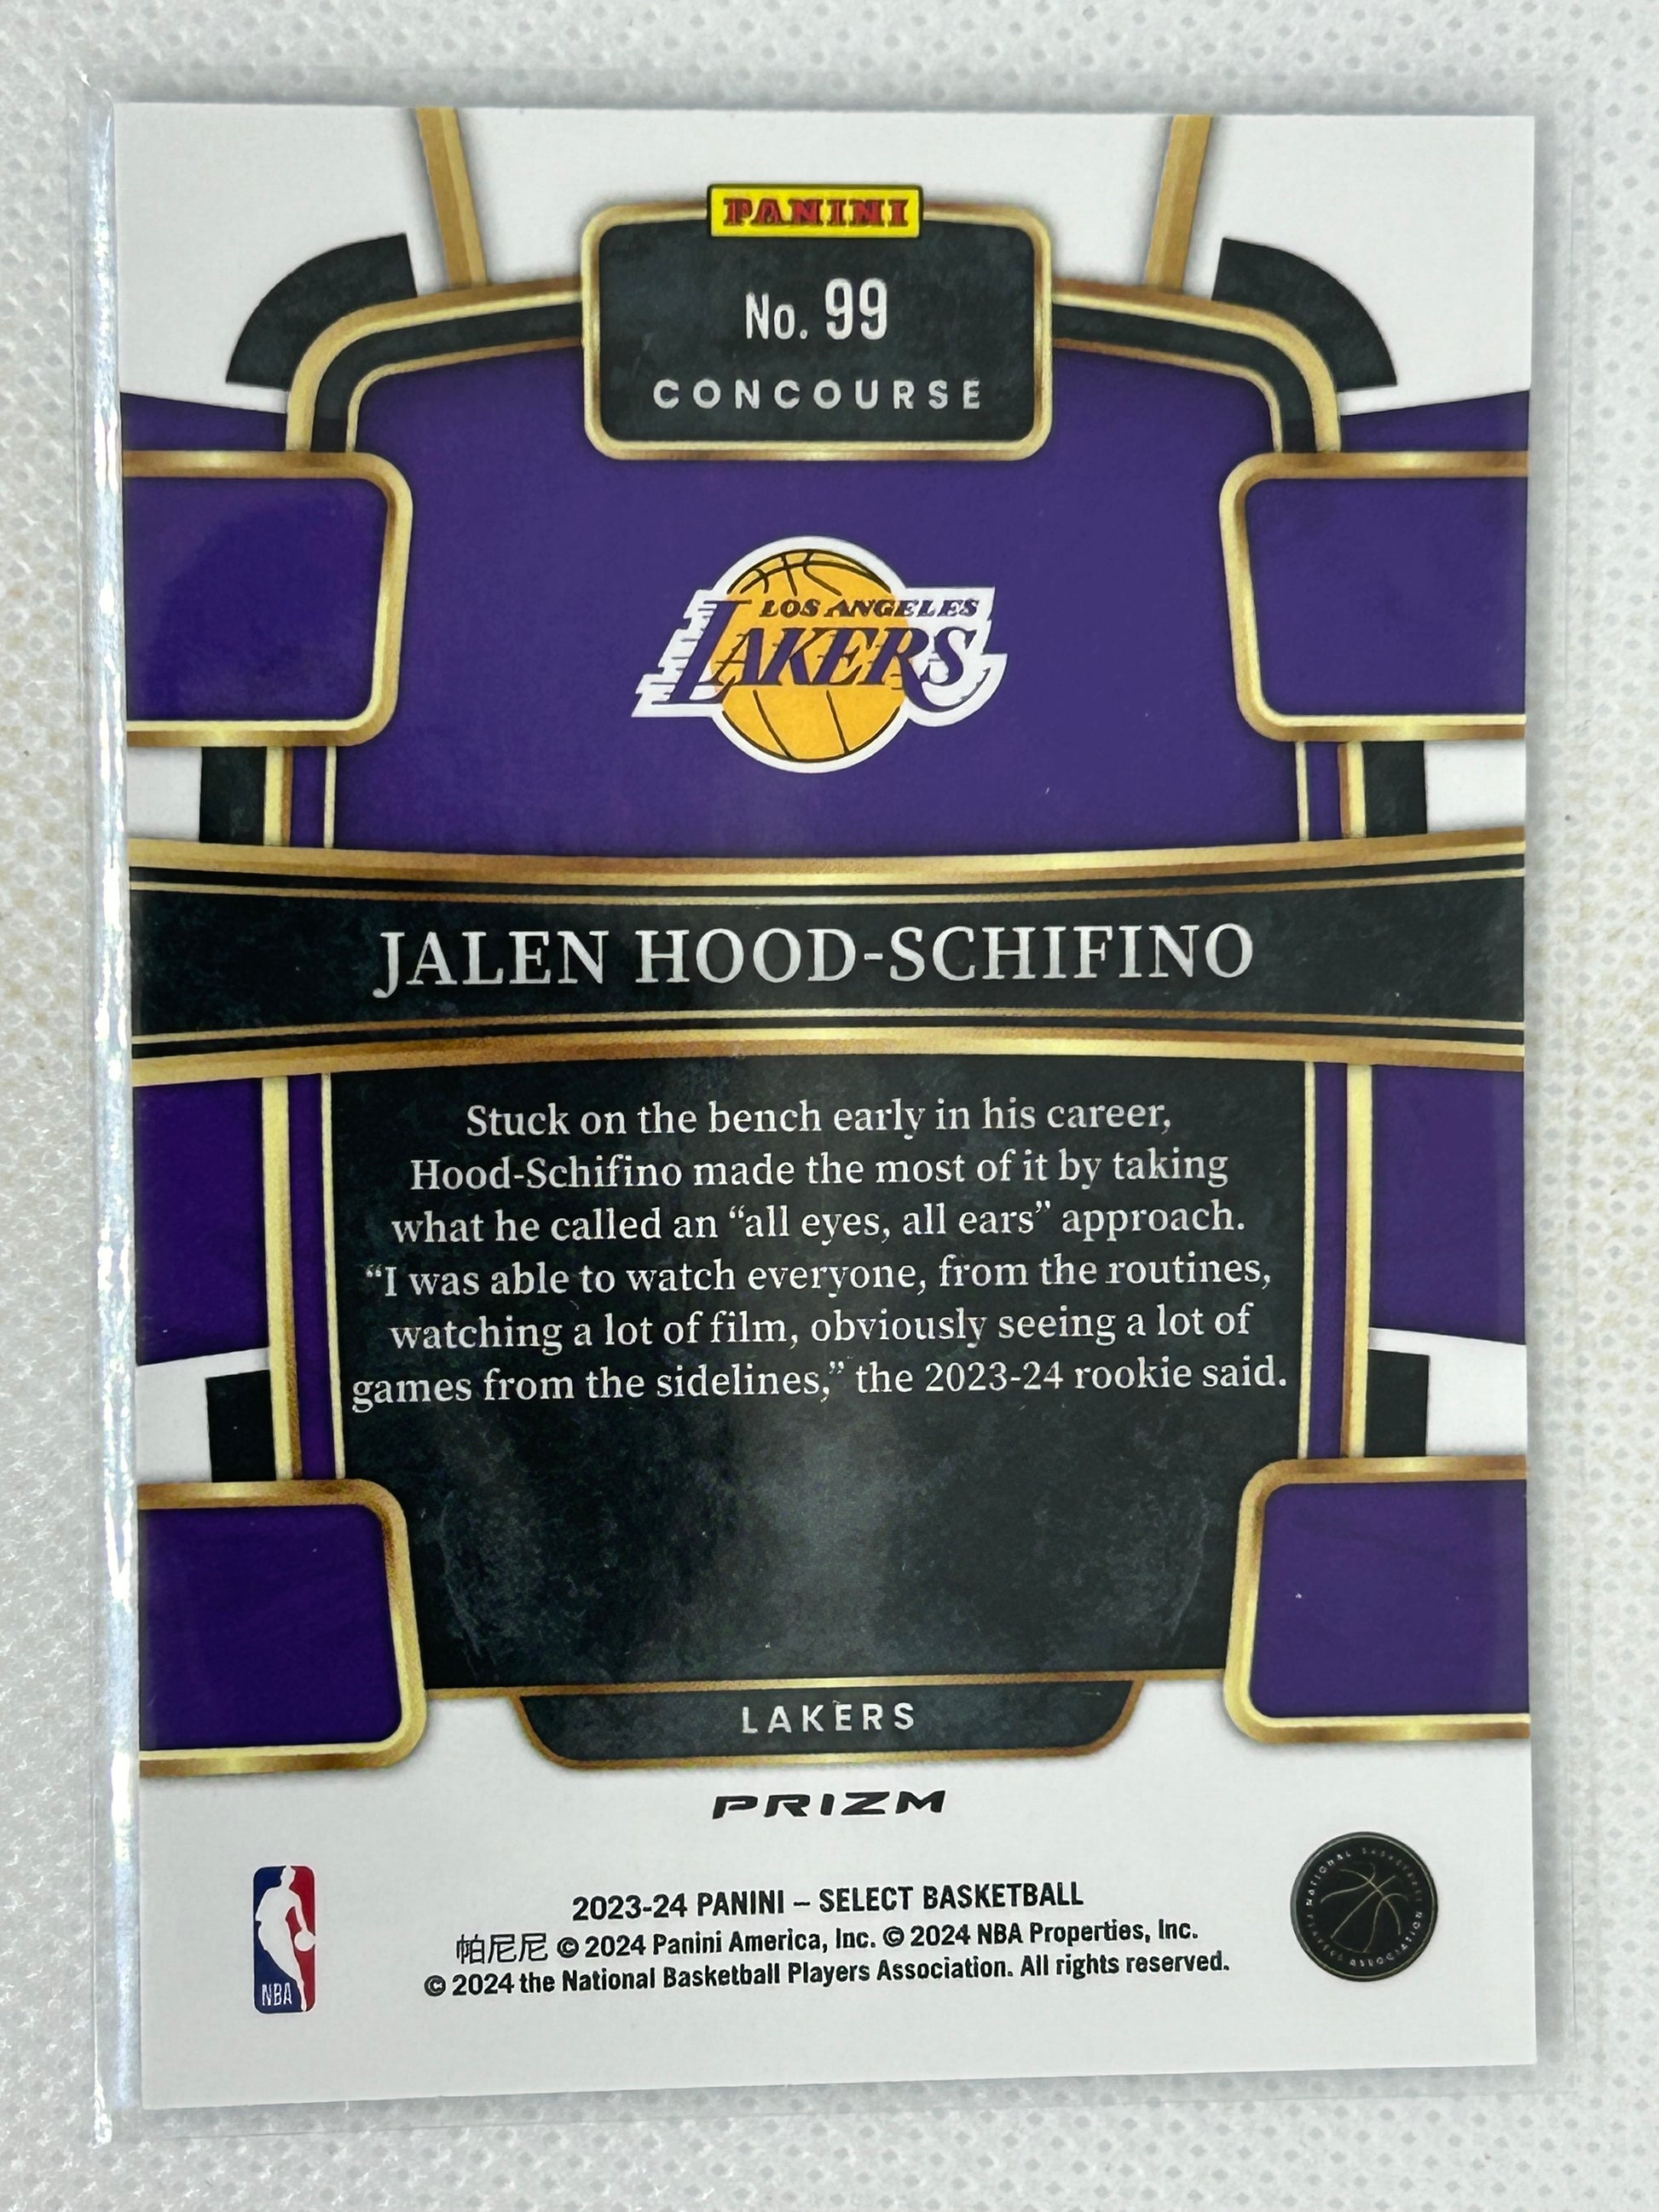 PANINI
No. 99
CONCOURSE
LOS ANGELES
LAKERS
JALEN HOOD-SCHIFINO
Stuck on the bench early in his career,
Hood-Schifino made the most of it by taking
what he called an “all eyes, all ears” approach.
“I was able to watch everyone, from the routines,
watching a lot of film, obviously seeing a lot of
games from the sidelines,” the 2023-24 rookie said.
LAKERS
PRIZM
2023-24 PANINI – SELECT BASKETBALL
帕尼尼 © 2024 Panini America, Inc. © 2024 NBA Properties, Inc.
© 2024 the National Basketball Players Association. All rights reserved.
NBA
NATIONAL BASKETBALL PLAYERS ASSOCIATION